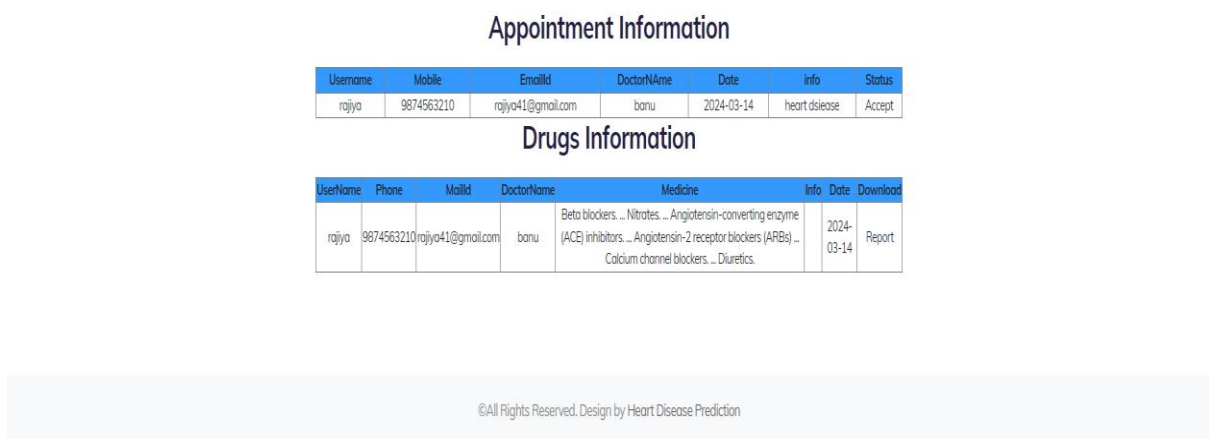 Appointment Information
Username Mobile EmailId DoctorNAme Date info Status
rajiya 9874563210 rajiya41@gmail.com banu 2024-03-14 heart dsiease Accept
Drugs Information
UserName Phone MailId DoctorName Medicine Info Date Download
Beta blockers. ... Nitrates. ... Angiotensin-converting enzyme
rajiya 9874563210 rajiya41@gmail.com banu (ACE) inhibitors. ... Angiotensin-2 receptor blockers (ARBs) ... 2024-03-14 Report
Calcium channel blockers. ... Diuretics.
©All Rights Reserved. Design by Heart Disease Prediction